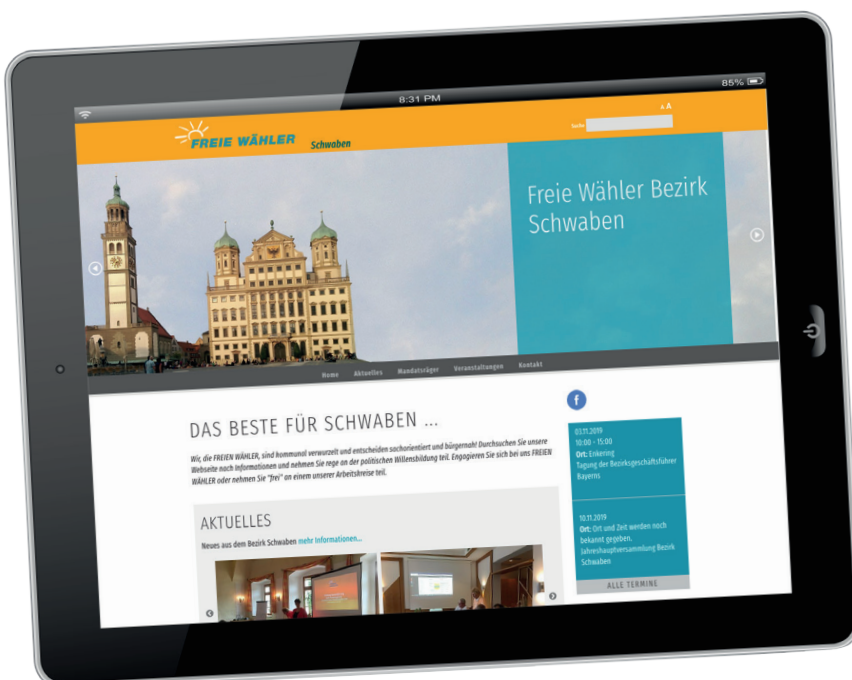 8:31 PM
85%
A A
Suche
FREIE WÄHLER Schwaben
Freie Wähler Bezirk
Schwaben
Home Aktuelles Mandatsräger Veranstaltungen Kontakt
DAS BESTE FÜR SCHWABEN ...
Wir, die FREIEN WÄHLER, sind kommunal verwurzelt und entscheiden sachorientiert und bürgernah! Durchsuchen Sie unsere
Webseite nach Informationen und nehmen Sie rege an der politischen Willensbildung teil. Engagieren Sie sich bei uns FREIEN
WÄHLER oder nehmen Sie "frei" an einem unserer Arbeitskreise teil.
AKTUELLES
Neues aus dem Bezirk Schwaben mehr Informationen...
f
03.11.2019
10:00 - 15:00
Ort: Enkering
Tagung der Bezirksgeschäftsführer
Bayerns
10.11.2019
Ort: Ort und Zeit werden noch
bekannt gegeben.
Jahreshauptversammlung Bezirk
Schwaben
ALLE TERMINE